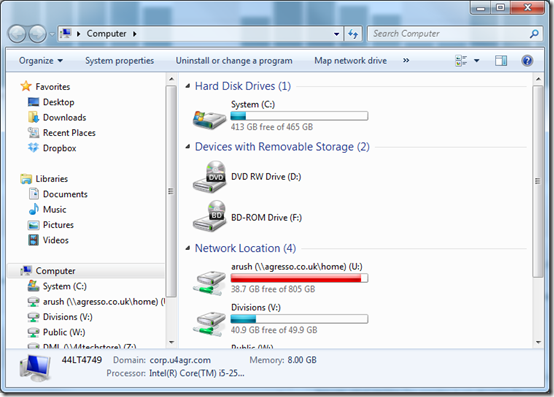 Computer
Search Computer
Organize
System properties
Uninstall or change a program
Map network drive
»
Favorites
Desktop
Downloads
Recent Places
Dropbox
Libraries
Documents
Music
Pictures
Videos
Computer
System (C:)
arush (\\agresso.co.uk\home) (U:)
Divisions (V:)
Public (W:)
DML (\\4techstore) (Z:)
Hard Disk Drives (1)
System (C:)
413 GB free of 465 GB
Devices with Removable Storage (2)
DVD RW Drive (D:)
DVD
BD-ROM Drive (F:)
BD
Network Location (4)
arush (\\agresso.co.uk\home) (U:)
38.7 GB free of 805 GB
Divisions (V:)
40.9 GB free of 49.9 GB
Public (W:)
44LT4749
Domain: corp.u4agr.com
Memory: 8.00 GB
Processor: Intel(R) Core(TM) i5-25...